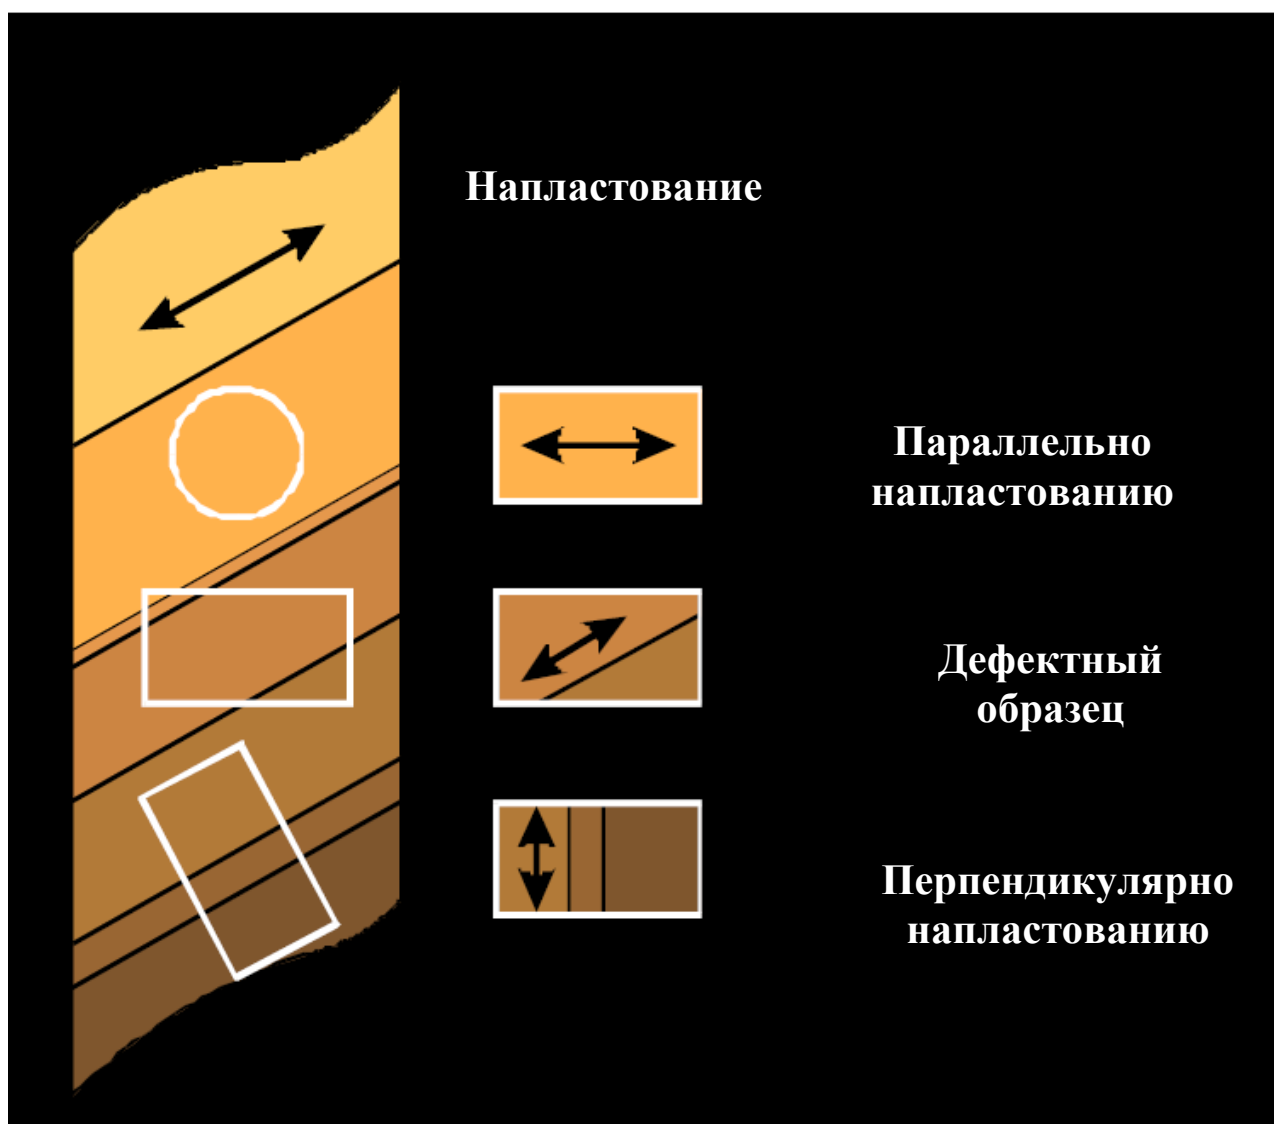 Напластование
Параллельно
напластованию
Дефектный
образец
Перпендикулярно
напластованию